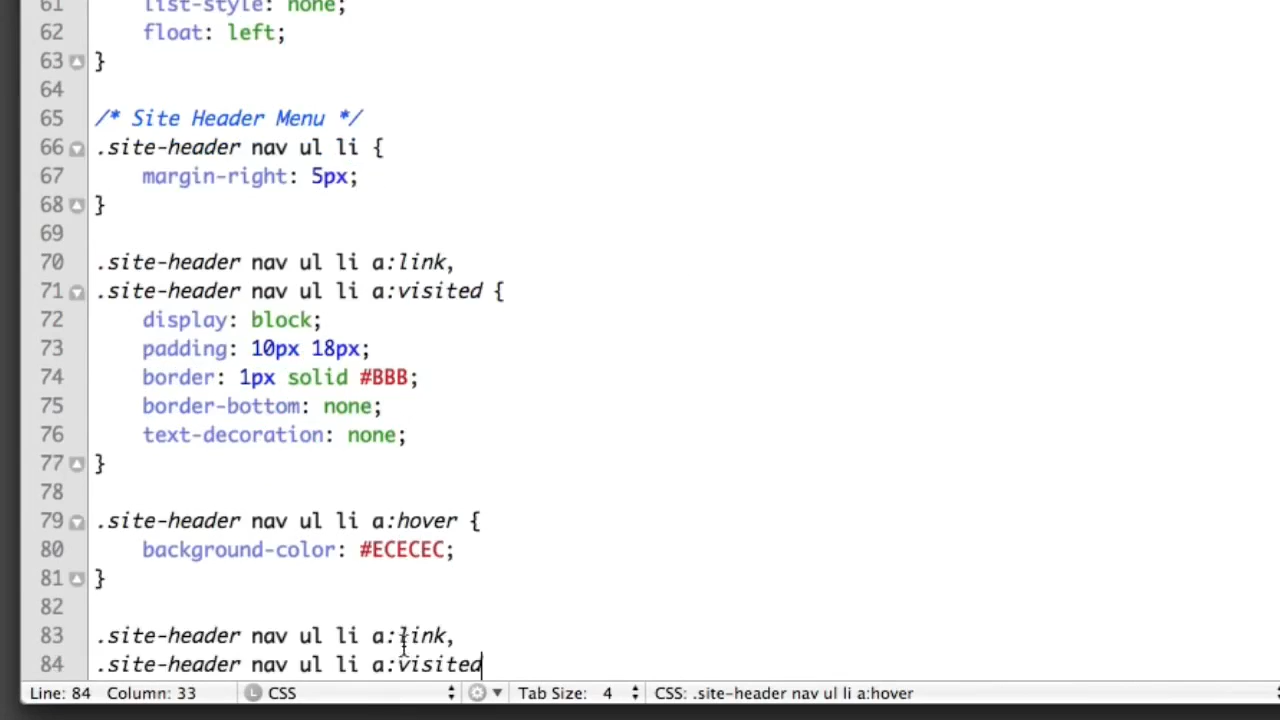 61 list-style: none;
62 float: left;
63 }
64
65 /* Site Header Menu */
66 .site-header nav ul li {
67 margin-right: 5px;
68 }
69
70 .site-header nav ul li a:link,
71 .site-header nav ul li a:visited {
72 display: block;
73 padding: 10px 18px;
74 border: 1px solid #BBB;
75 border-bottom: none;
76 text-decoration: none;
77 }
78
79 .site-header nav ul li a:hover {
80 background-color: #ECECEC;
81 }
82
83 .site-header nav ul li a:link,
84 .site-header nav ul li a:visited
Line: 84 Column: 33 L CSS Tab Size: 4 CSS: .site-header nav ul li a:hover